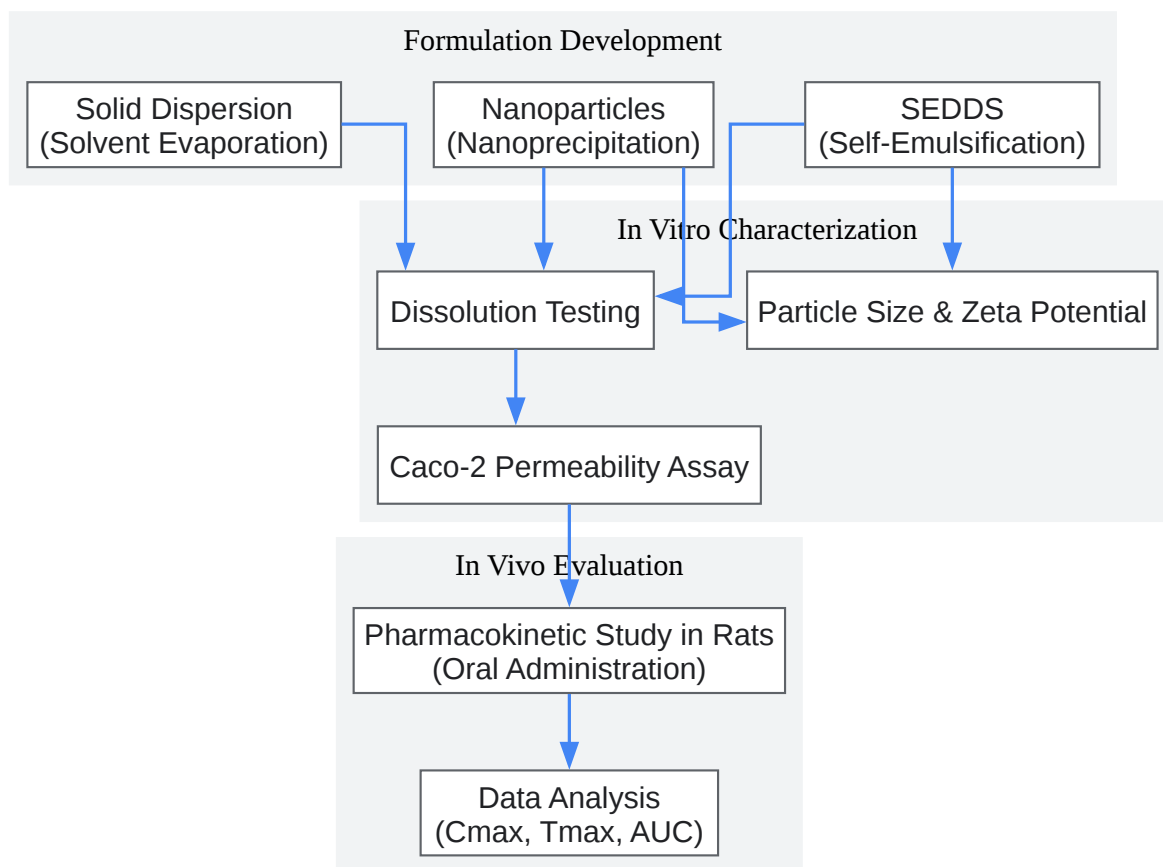 Formulation Development
Solid Dispersion
(Solvent Evaporation)
Nanoparticles
(Nanoprecipitation)
SEDDS
(Self-Emulsification)
In Vitro Characterization
Dissolution Testing
Particle Size & Zeta Potential
Caco-2 Permeability Assay
In Vivo Evaluation
Pharmacokinetic Study in Rats
(Oral Administration)
Data Analysis
(Cmax, Tmax, AUC)